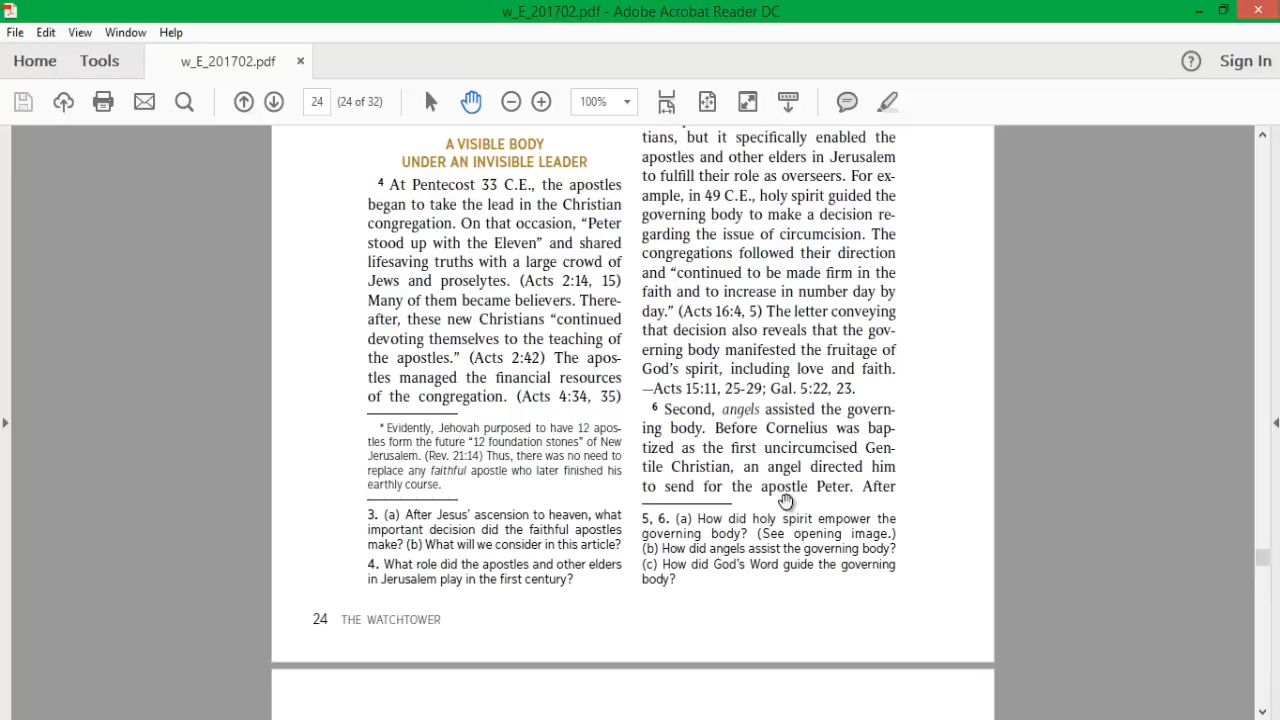 w_E_201702.pdf - Adobe Acrobat Reader DC
File Edit View Window Help
Home Tools w_E_201702.pdf × ? Sign In
24 (24 of 32) 100%
A VISIBLE BODY
UNDER AN INVISIBLE LEADER
4 At Pentecost 33 C.E., the apostles
began to take the lead in the Christian
congregation. On that occasion, “Peter
stood up with the Eleven” and shared
lifesaving truths with a large crowd of
Jews and proselytes. (Acts 2:14, 15)
Many of them became believers. There-
after, these new Christians “continued
devoting themselves to the teaching of
the apostles.” (Acts 2:42) The apos-
tles managed the financial resources
of the congregation. (Acts 4:34, 35)
* Evidently, Jehovah purposed to have 12 apos-
tles form the future “12 foundation stones” of New
Jerusalem. (Rev. 21:14) Thus, there was no need to
replace any faithful apostle who later finished his
earthly course.
3. (a) After Jesus’ ascension to heaven, what
important decision did the faithful apostles
make? (b) What will we consider in this article?
4. What role did the apostles and other elders
in Jerusalem play in the first century?
tians, but it specifically enabled the
apostles and other elders in Jerusalem
to fulfill their role as overseers. For ex-
ample, in 49 C.E., holy spirit guided the
governing body to make a decision re-
garding the issue of circumcision. The
congregations followed their direction
and “continued to be made firm in the
faith and to increase in number day by
day.” (Acts 16:4, 5) The letter conveying
that decision also reveals that the gov-
erning body manifested the fruitage of
God’s spirit, including love and faith.
—Acts 15:11, 25-29; Gal. 5:22, 23.
6 Second, angels assisted the govern-
ing body. Before Cornelius was bap-
tized as the first uncircumcised Gen-
tile Christian, an angel directed him
to send for the apostle Peter. After
5, 6. (a) How did holy spirit empower the
governing body? (See opening image.)
(b) How did angels assist the governing body?
(c) How did God’s Word guide the governing
body?
24 THE WATCHTOWER